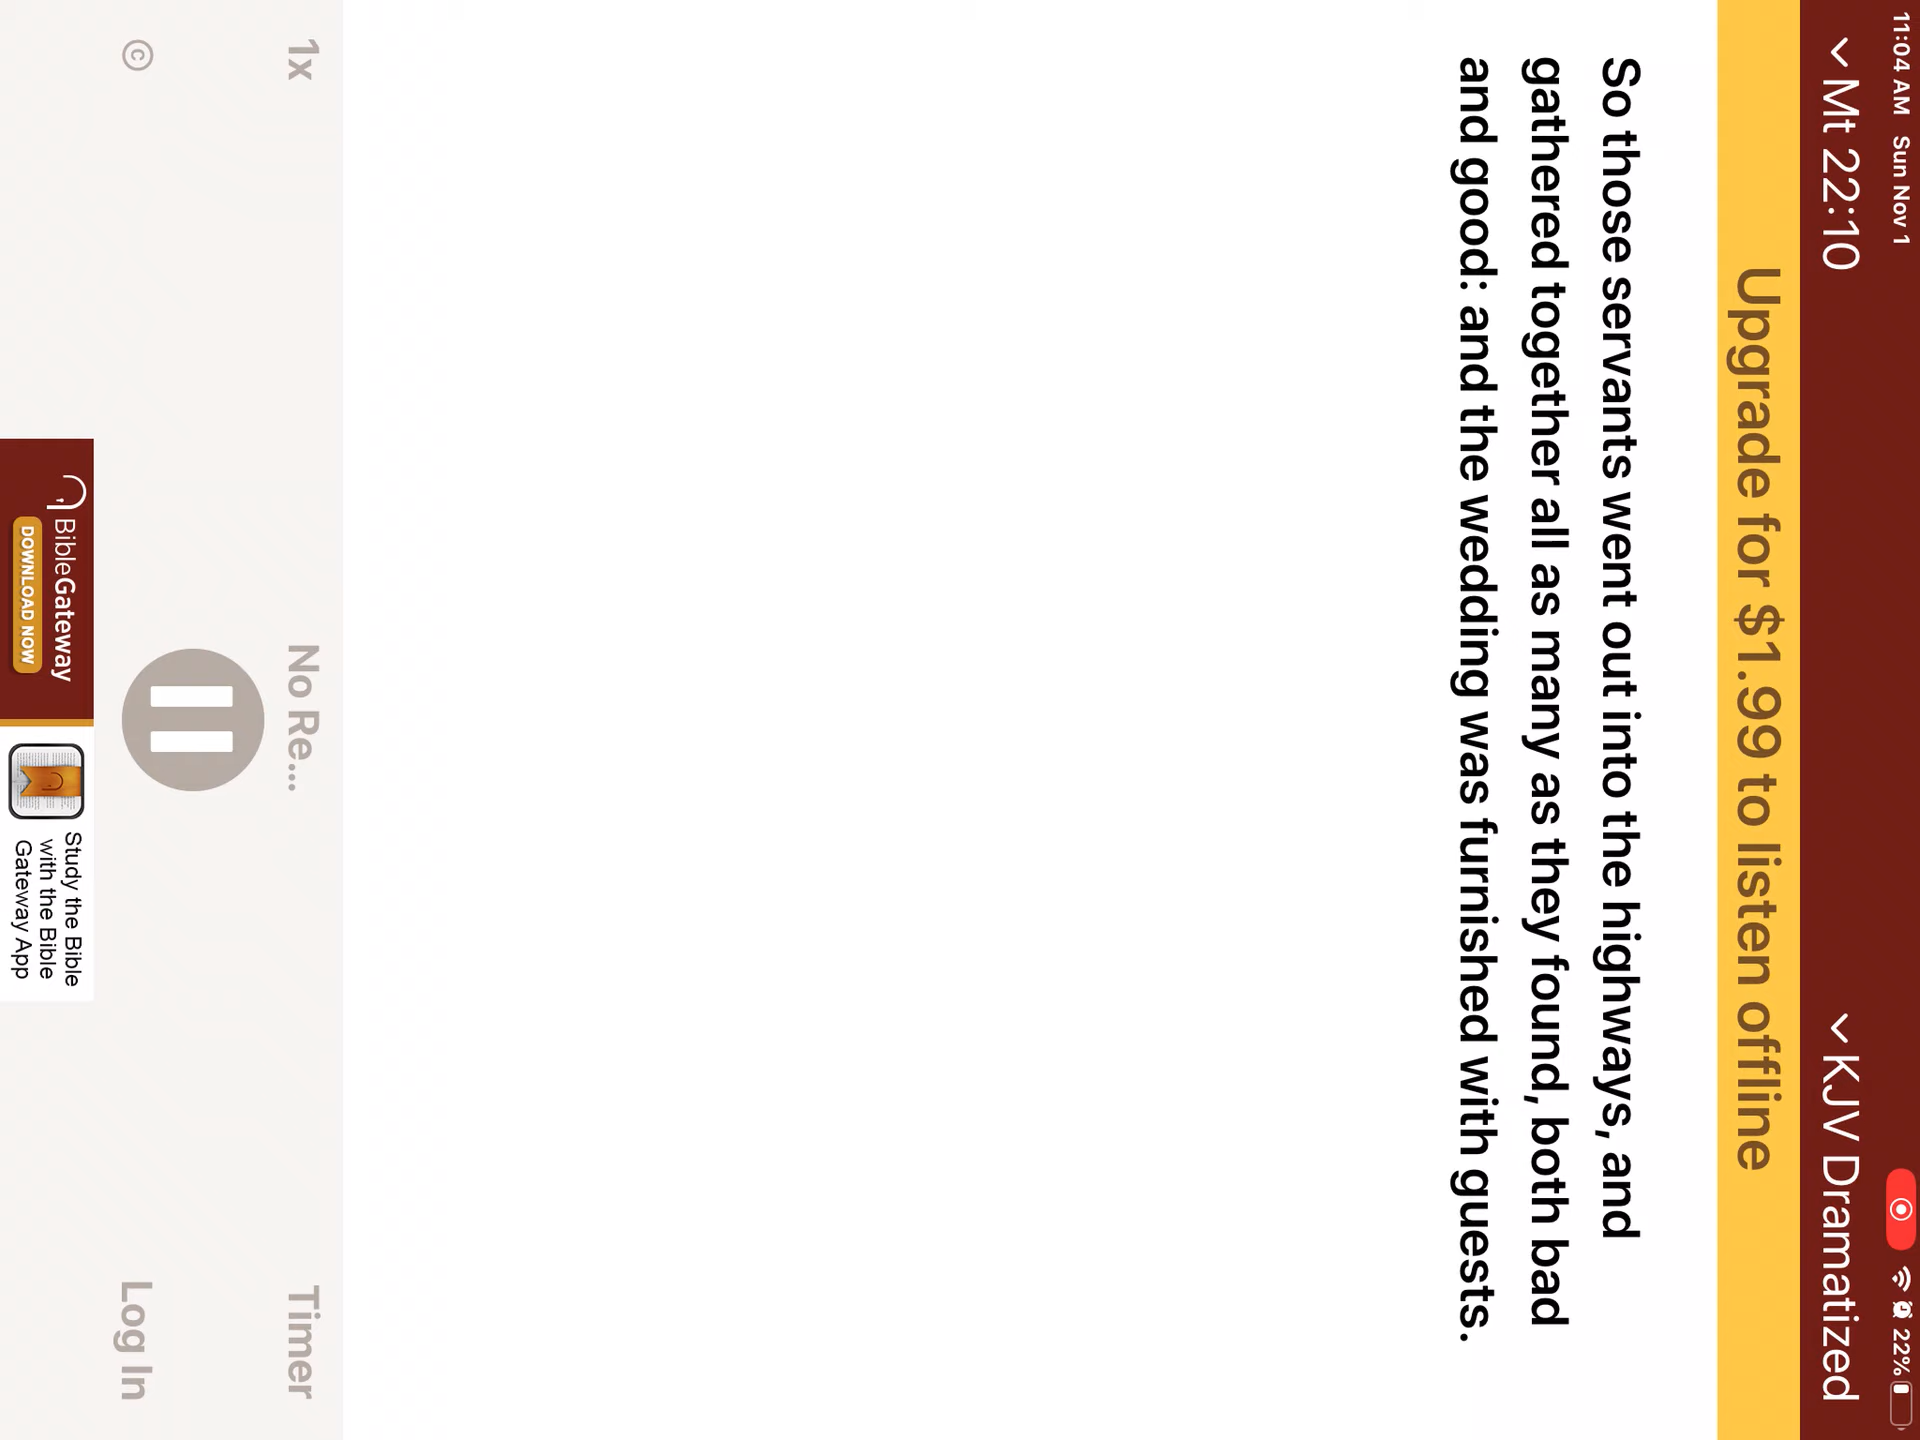 11:04 AM Sun Nov 1
22%
Mt 22:10
KJV Dramatized
Upgrade for $1.99 to listen offline
So those servants went out into the highways, and
gathered together all as many as they found, both bad
and good: and the wedding was furnished with guests.
1x
No Re...
Timer
©
Log In
BibleGateway
DOWNLOAD NOW
Study the Bible
with the Bible
Gateway App